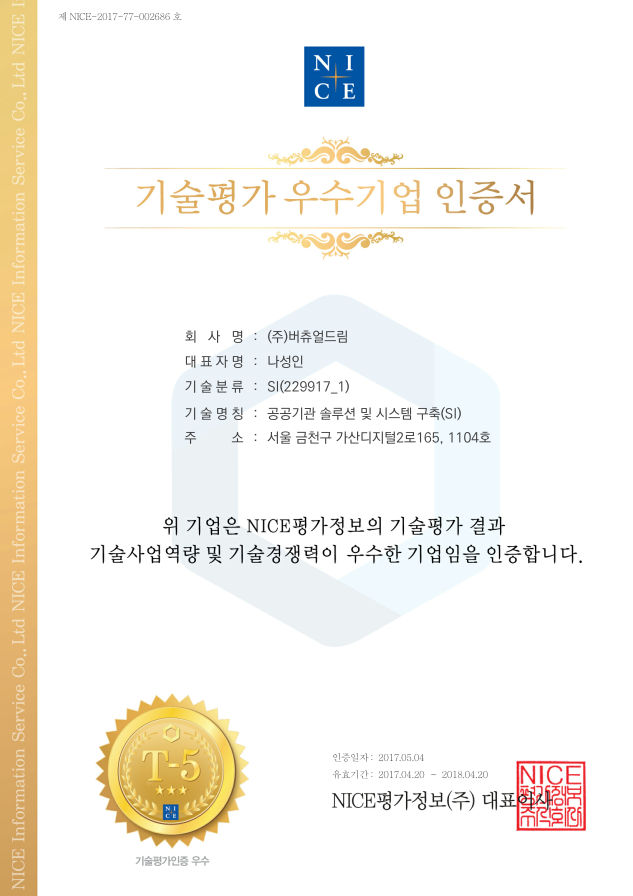 제 NICE-2017-77-002686 호
NI
CE
기술평가 우수기업 인증서
회 사 명 : (주)버츄얼드림
대표자명 : 나성인
기술분류 : SI(229917_1)
기술명칭 : 공공기관 솔루션 및 시스템 구축(SI)
주 소 : 서울 금천구 가산디지털2로165, 1104호
위 기업은 NICE평가정보의 기술평가 결과
기술사업역량 및 기술경쟁력이 우수한 기업임을 인증합니다.
T-5
NI
CE
기술평가인증 우수
인증일자 : 2017.05.04
유효기간 : 2017.04.20 - 2018.04.20
NICE평가정보(주) 대표이사
NICE
NICE Information Service Co., Ltd NICE Information Service Co., Ltd NICE Information Service Co., Ltd NICE I